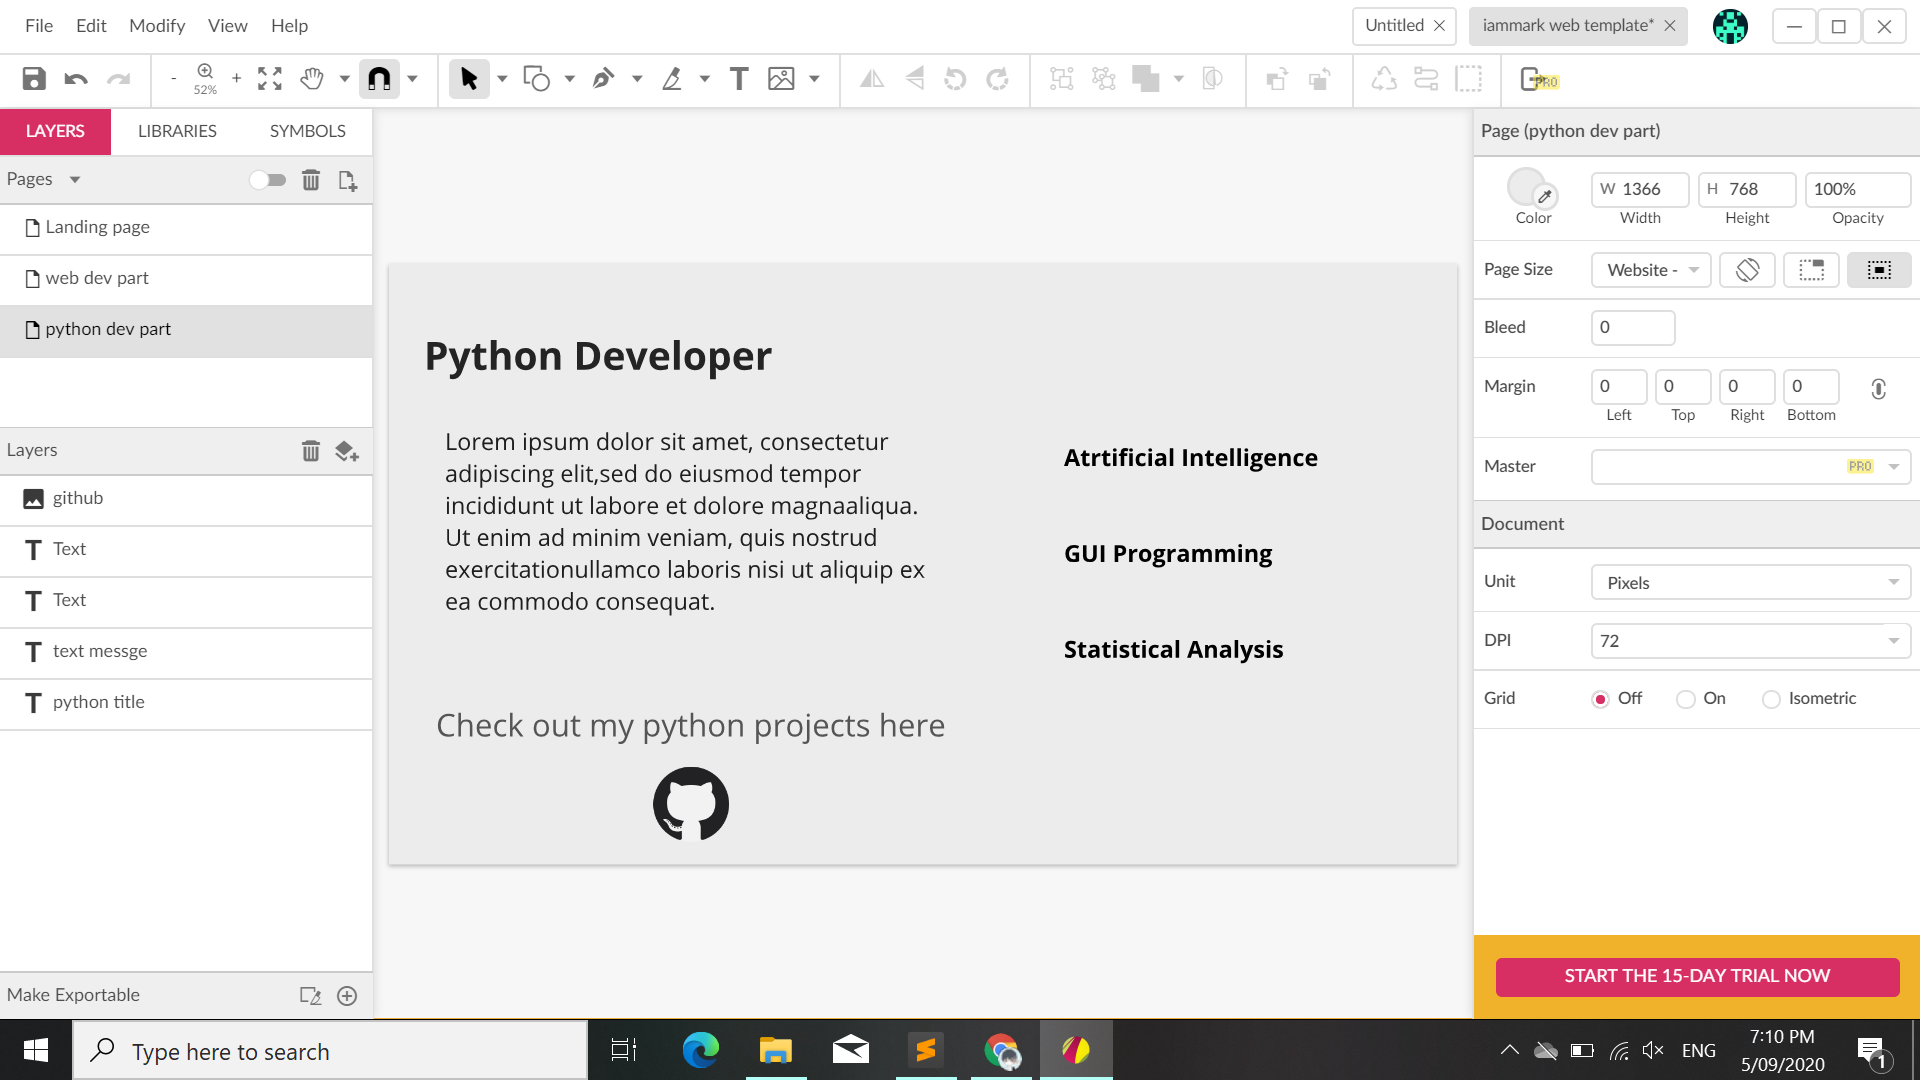 File Edit Modify View Help
Untitled iammark web template*
- 52% +
PRO
LAYERS LIBRARIES SYMBOLS
Pages
Landing page
web dev part
python dev part
Layers
github
Text
Text
text messge
python title
Make Exportable
Python Developer
Lorem ipsum dolor sit amet, consectetur
adipiscing elit,sed do eiusmod tempor
incididunt ut labore et dolore magnaaliqua.
Ut enim ad minim veniam, quis nostrud
exercitationullamco laboris nisi ut aliquip ex
ea commodo consequat.
Atrtificial Intelligence
GUI Programming
Statistical Analysis
Check out my python projects here
Page (python dev part)
W 1366 H 768 100%
Color Width Height Opacity
Page Size Website -
Bleed 0
Margin 0 0 0 0
Left Top Right Bottom
Master PRO
Document
Unit Pixels
DPI 72
Grid Off On Isometric
START THE 15-DAY TRIAL NOW
Type here to search
ENG
7:10 PM
5/09/2020
1